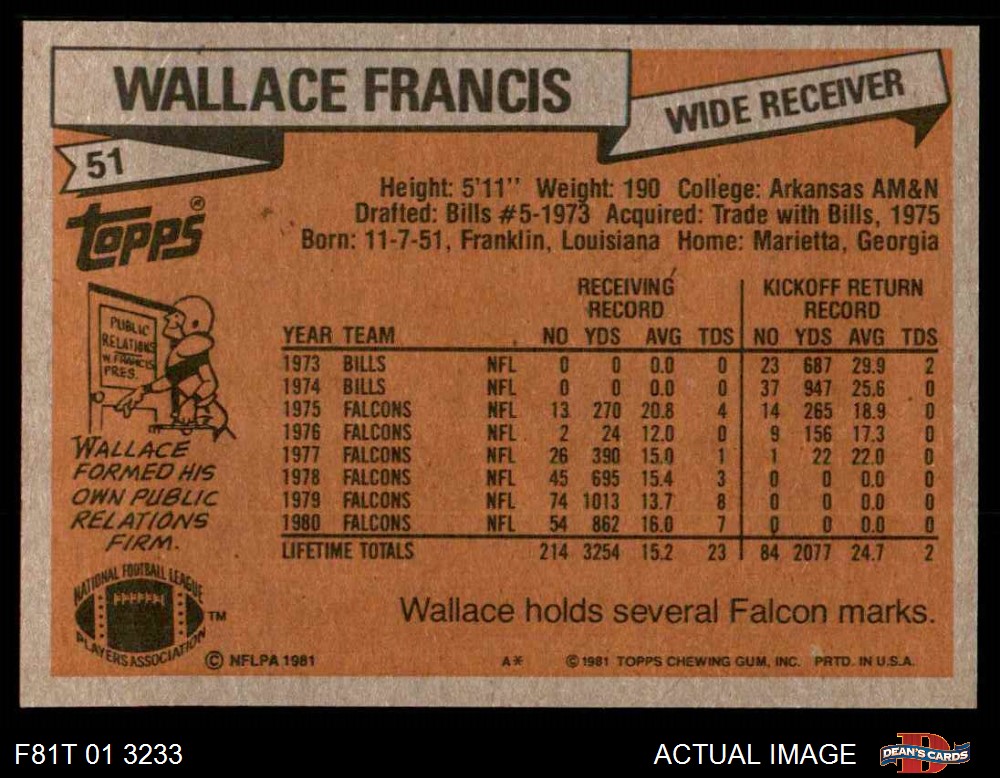 WALLACE FRANCIS
WIDE RECEIVER
51
TOPPS®
Height: 5'11'' Weight: 190 College: Arkansas AM&N
Drafted: Bills #5-1973 Acquired: Trade with Bills, 1975
Born: 11-7-51, Franklin, Louisiana Home: Marietta, Georgia
PUBLIC
RELATIONS
W. FRANCIS
PRES.
WALLACE
FORMED HIS
OWN PUBLIC
RELATIONS
FIRM.
RECEIVING RECORD KICKOFF RETURN RECORD
YEAR TEAM NO YDS AVG TDS NO YDS AVG TDS
1973 BILLS NFL 0 0 0.0 0 23 687 29.9 2
1974 BILLS NFL 0 0 0.0 0 37 947 25.6 0
1975 FALCONS NFL 13 270 20.8 4 14 265 18.9 0
1976 FALCONS NFL 2 24 12.0 0 9 156 17.3 0
1977 FALCONS NFL 26 390 15.0 1 1 22 22.0 0
1978 FALCONS NFL 45 695 15.4 3 0 0 0.0 0
1979 FALCONS NFL 74 1013 13.7 8 0 0 0.0 0
1980 FALCONS NFL 54 862 16.0 7 0 0 0.0 0
LIFETIME TOTALS 214 3254 15.2 23 84 2077 24.7 2
Wallace holds several Falcon marks.
NATIONAL FOOTBALL LEAGUE
PLAYERS ASSOCIATION
TM
© NFLPA 1981
A* © 1981 TOPPS CHEWING GUM, INC. PRTD. IN U.S.A.
F81T 01 3233
ACTUAL IMAGE
D
DEAN'S CARDS